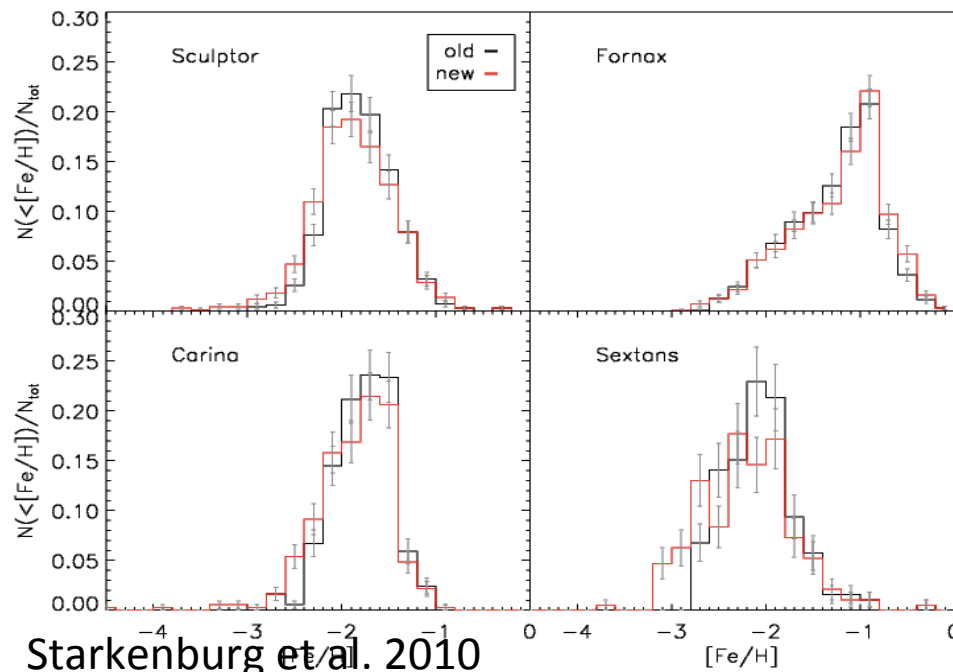 0.30
0.25
0.20
0.15
0.10
0.05
0.00
N(<[Fe/H])/Ntot
Sculptor
old
new
Fornax
0.30
0.25
0.20
0.15
0.10
0.05
0.00
N(<[Fe/H])/Ntot
Carina
Sextans
−4 −3 −2 −1 0 −3 −2 −1 0
[Fe/H] [Fe/H]
Starkenburg et al. 2010